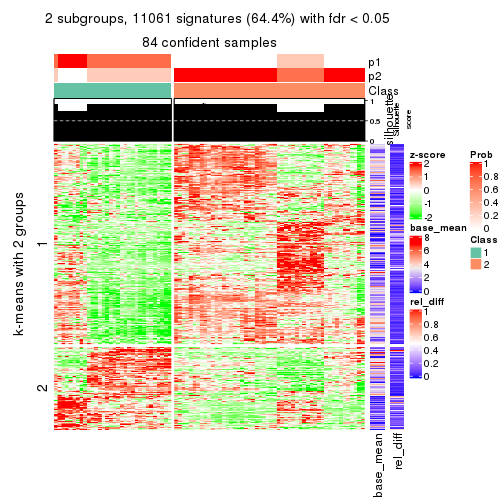 2 subgroups, 11061 signatures (64.4%) with fdr < 0.05
84 confident samples
p1
p2
Class
1
0.5
0
silhouette
Silhouette
score
k-means with 2 groups
1
2
base_mean
rel_diff
z-score
2
1
0
-1
-2
base_mean
8
6
4
2
0
rel_diff
1
0.8
0.6
0.4
0.2
0
Prob
1
0.8
0.6
0.4
0.2
0
Class
1
2